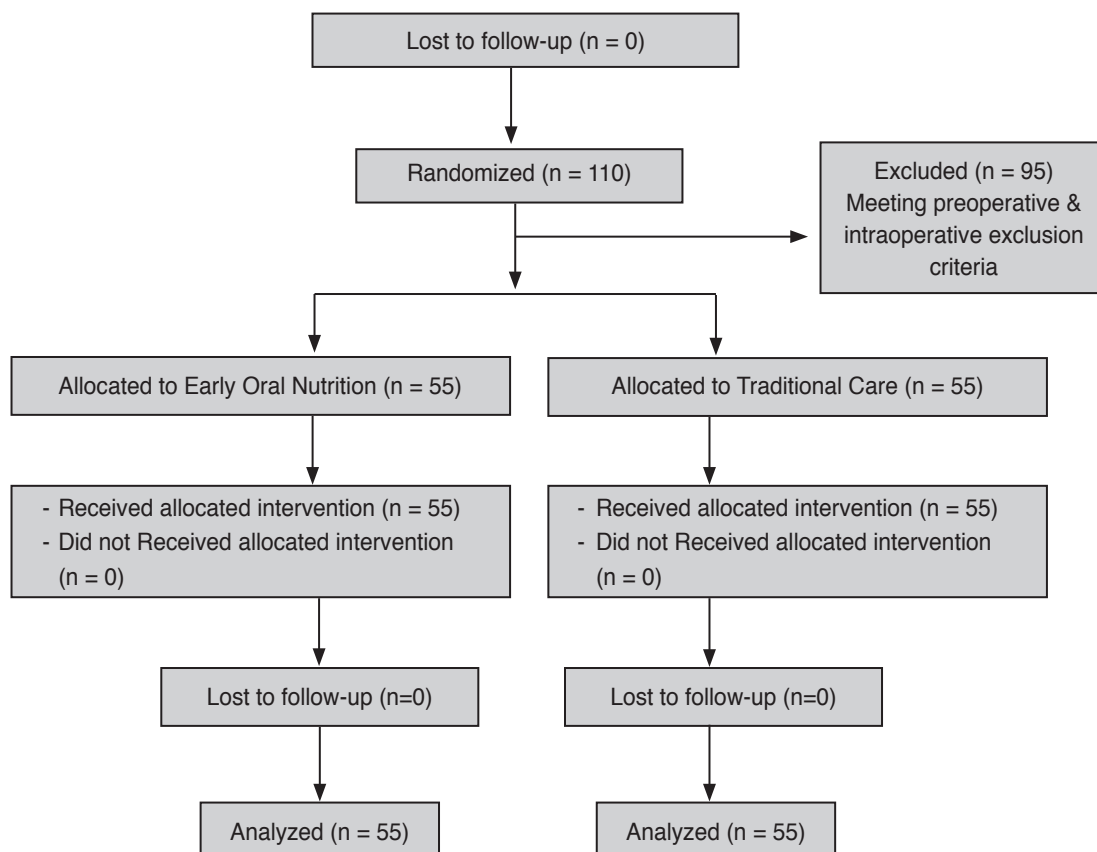 Lost to follow-up (n = 0)
Randomized (n = 110)
Excluded (n = 95)
Meeting preoperative &
intraoperative exclusion
criteria
Allocated to Early Oral Nutrition (n = 55)
Allocated to Traditional Care (n = 55)
- Received allocated intervention (n = 55)
- Did not Received allocated intervention
(n = 0)
- Received allocated intervention (n = 55)
- Did not Received allocated intervention
(n = 0)
Lost to follow-up (n=0)
Lost to follow-up (n=0)
Analyzed (n = 55)
Analyzed (n = 55)